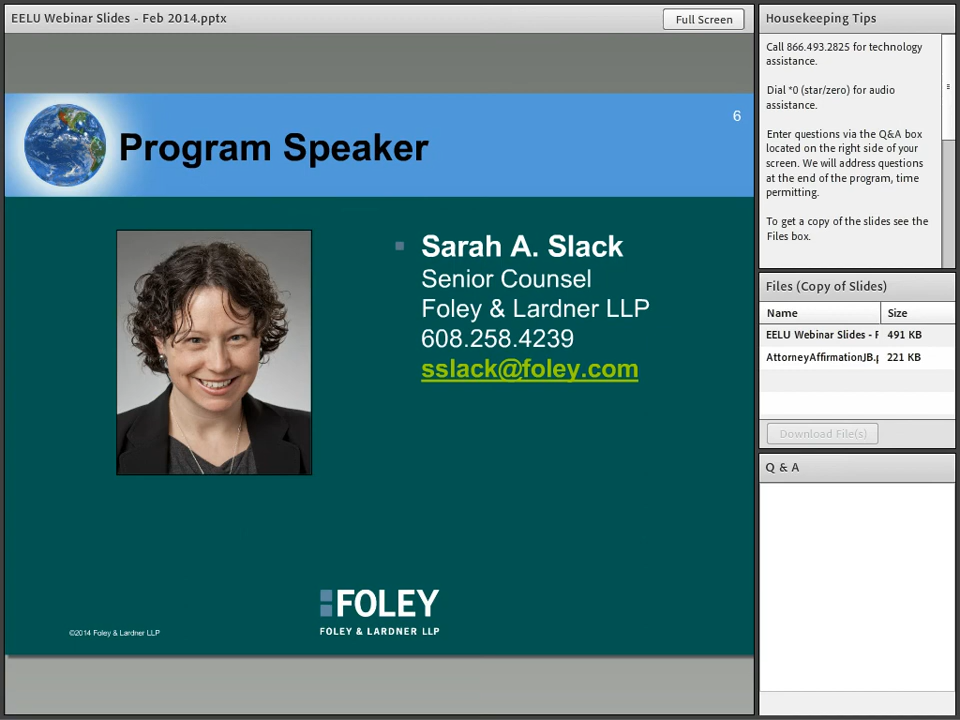 EELU Webinar Slides - Feb 2014.pptx
Full Screen
6
Program Speaker
Sarah A. Slack
Senior Counsel
Foley & Lardner LLP
608.258.4239
sslack@foley.com
FOLEY
FOLEY & LARDNER LLP
©2014 Foley & Lardner LLP
Housekeeping Tips
Call 866.493.2825 for technology
assistance.
Dial *0 (star/zero) for audio
assistance.
Enter questions via the Q&A box
located on the right side of your
screen. We will address questions
at the end of the program, time
permitting.
To get a copy of the slides see the
Files box.
Files (Copy of Slides)
Name Size
EELU Webinar Slides - F 491 KB
AttorneyAffirmationJB.p 221 KB
Download File(s)
Q & A